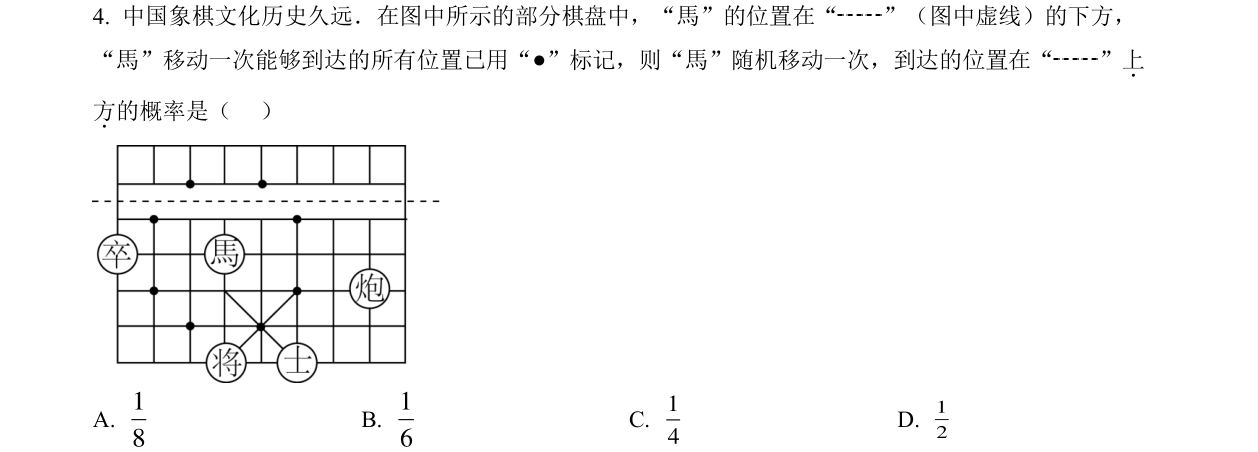 4. 中国象棋文化历史久远．在图中所示的部分棋盘中，“馬”的位置在“-----”（图中虚线）的下方，
“馬”移动一次能够到达的所有位置已用“●”标记，则“馬”随机移动一次，到达的位置在“-----”上
方的概率是（　）
卒 馬
炮
将 士
A. 1/8 B. 1/6 C. 1/4 D. 1/2